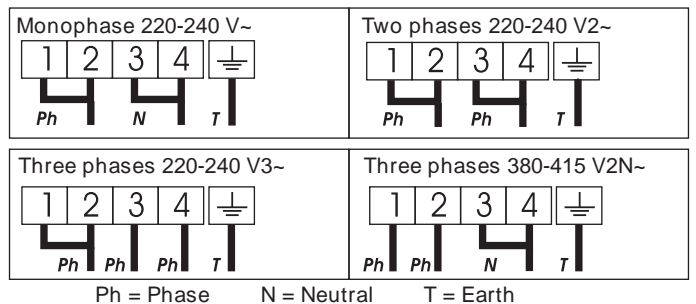 Monophase 220-240 V~
1 2 3 4
Ph N T
Two phases 220-240 V2~
1 2 3 4
Ph Ph T
Three phases 220-240 V3~
1 2 3 4
Ph Ph Ph T
Three phases 380-415 V2N~
1 2 3 4
Ph Ph N T
Ph = Phase N = Neutral T = Earth